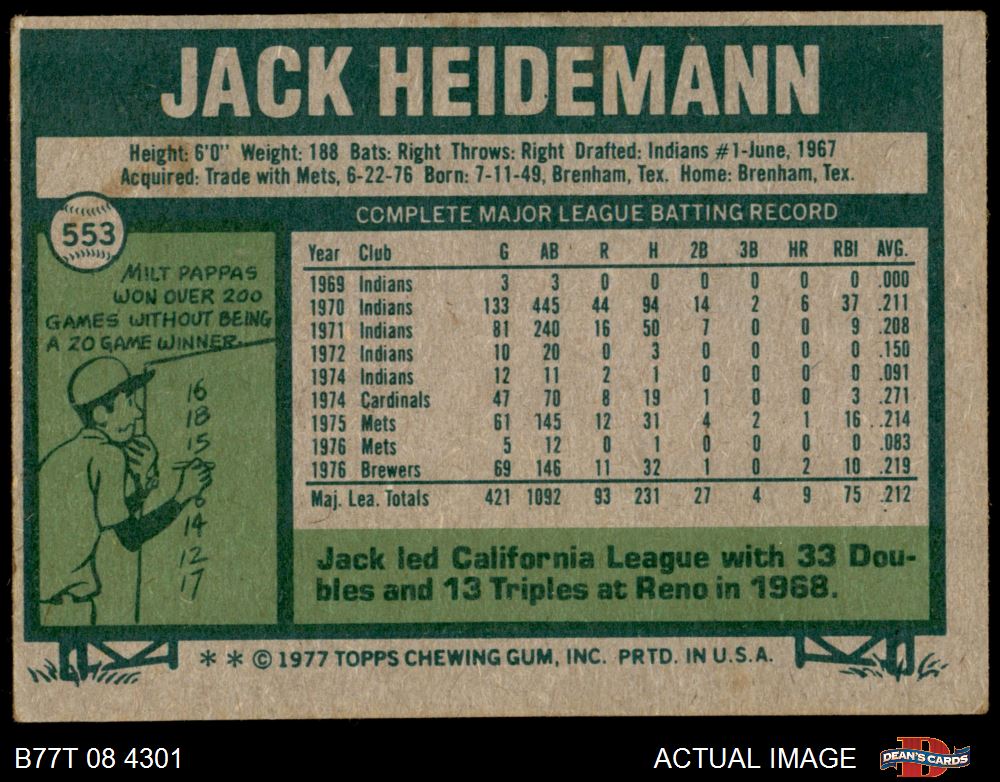 JACK HEIDEMANN
Height: 6'0" Weight: 188 Bats: Right Throws: Right Drafted: Indians #1-June, 1967
Acquired: Trade with Mets, 6-22-76 Born: 7-11-49, Brenham, Tex. Home: Brenham, Tex.
553
MILT PAPPAS
WON OVER 200
GAMES WITHOUT BEING
A 20 GAME WINNER.
16
18
15
14
12
17
COMPLETE MAJOR LEAGUE BATTING RECORD
Year Club G AB R H 2B 3B HR RBI AVG.
1969 Indians 3 3 0 0 0 0 0 0 .000
1970 Indians 133 445 44 94 14 2 6 37 .211
1971 Indians 81 240 16 50 7 0 0 9 .208
1972 Indians 10 20 0 3 0 0 0 0 .150
1974 Indians 12 11 2 1 0 0 0 0 .091
1974 Cardinals 47 70 8 19 1 0 0 3 .271
1975 Mets 61 145 12 31 4 2 1 16 .214
1976 Mets 5 12 0 1 0 0 0 0 .083
1976 Brewers 69 146 11 32 1 0 2 10 .219
Maj. Lea. Totals 421 1092 93 231 27 4 9 75 .212
Jack led California League with 33 Dou-
bles and 13 Triples at Reno in 1968.
* * © 1977 TOPPS CHEWING GUM, INC. PRTD. IN U.S.A.
B77T 08 4301
ACTUAL IMAGE
DEAN'S CARDS